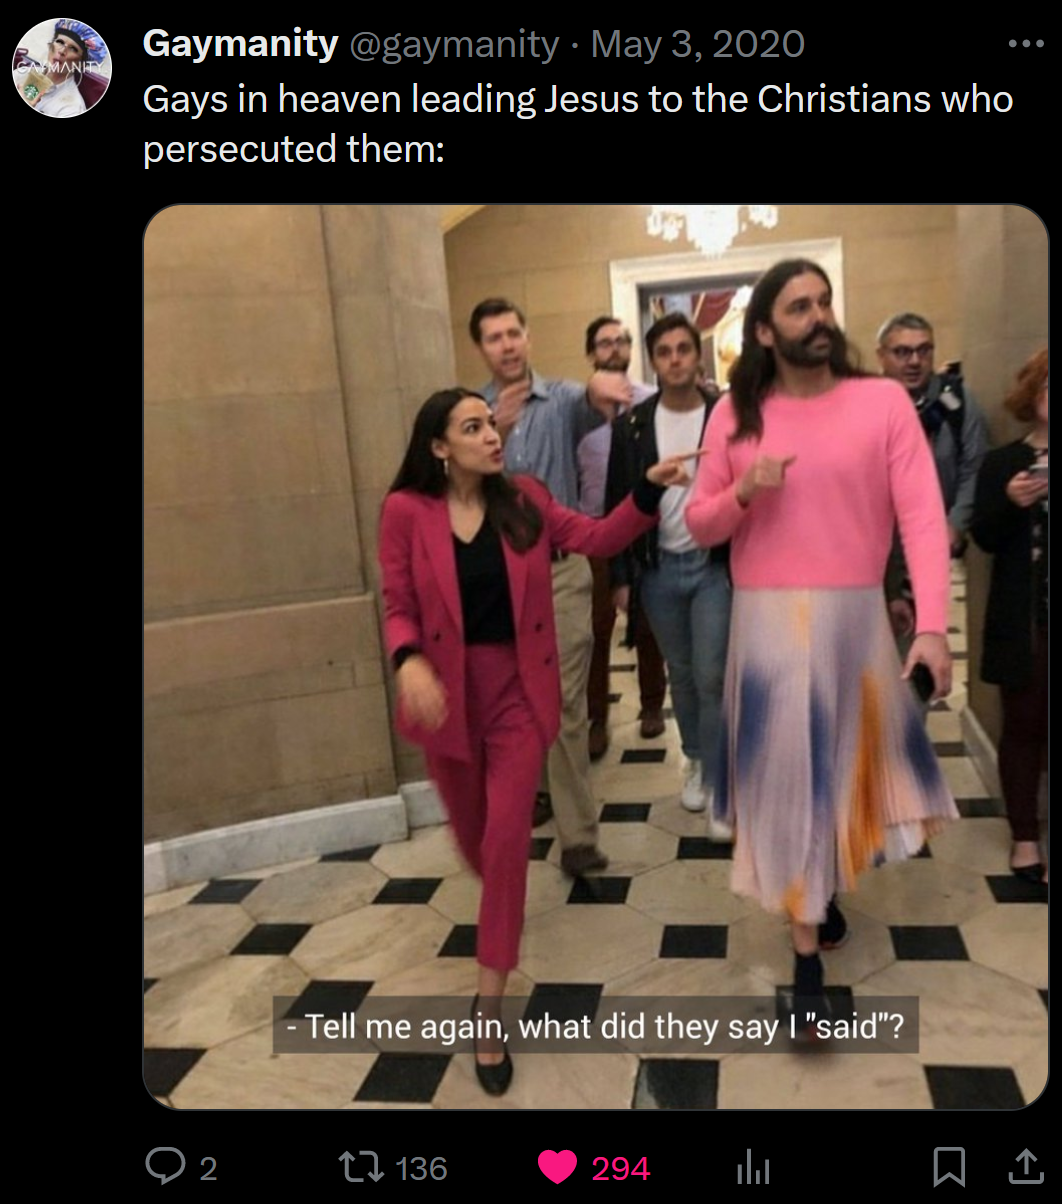 GAYMANITY
Gaymanity @gaymanity · May 3, 2020
Gays in heaven leading Jesus to the Christians who
persecuted them:
- Tell me again, what did they say I "said"?
2 136 294